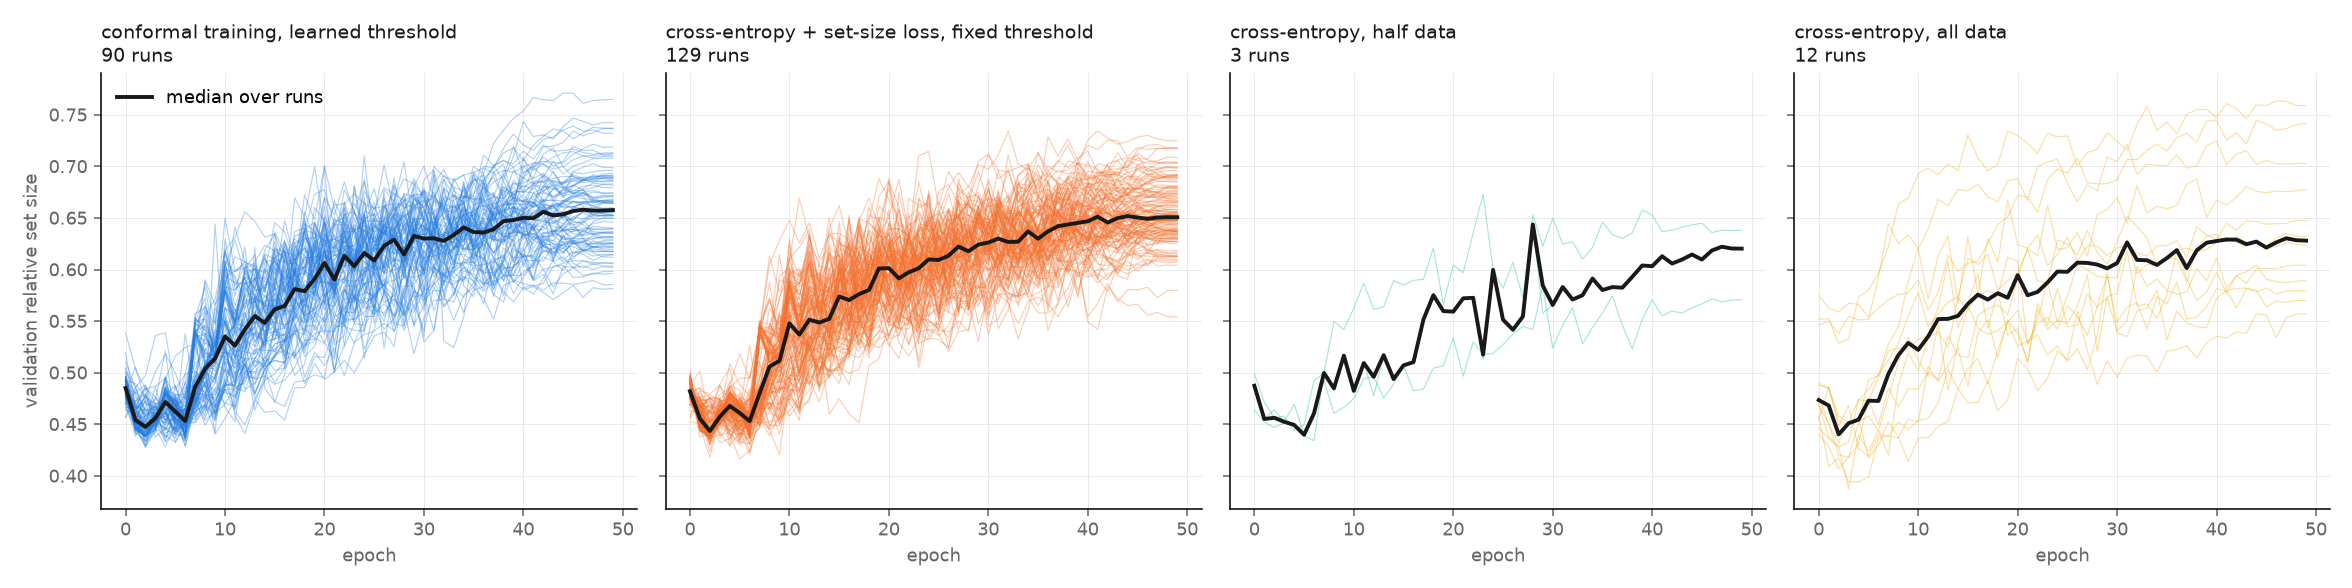 conformal training, learned threshold
90 runs
cross-entropy + set-size loss, fixed threshold
129 runs
cross-entropy, half data
3 runs
cross-entropy, all data
12 runs
median over runs
validation relative set size
0.75
0.70
0.65
0.60
0.55
0.50
0.45
0.40
0 10 20 30 40 50
0 10 20 30 40 50
0 10 20 30 40 50
0 10 20 30 40 50
epoch
epoch
epoch
epoch